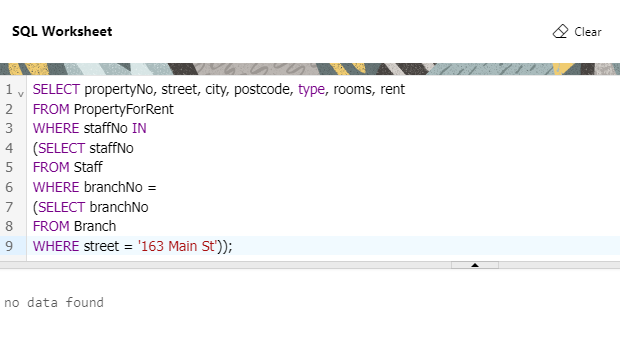 SQL Worksheet
Clear
1 SELECT propertyNo, street, city, postcode, type, rooms, rent
2 FROM PropertyForRent
3 WHERE staffNo IN
4 (SELECT staffNo
5 FROM Staff
6 WHERE branchNo =
7 (SELECT branchNo
8 FROM Branch
9 WHERE street = '163 Main St'));
no data found